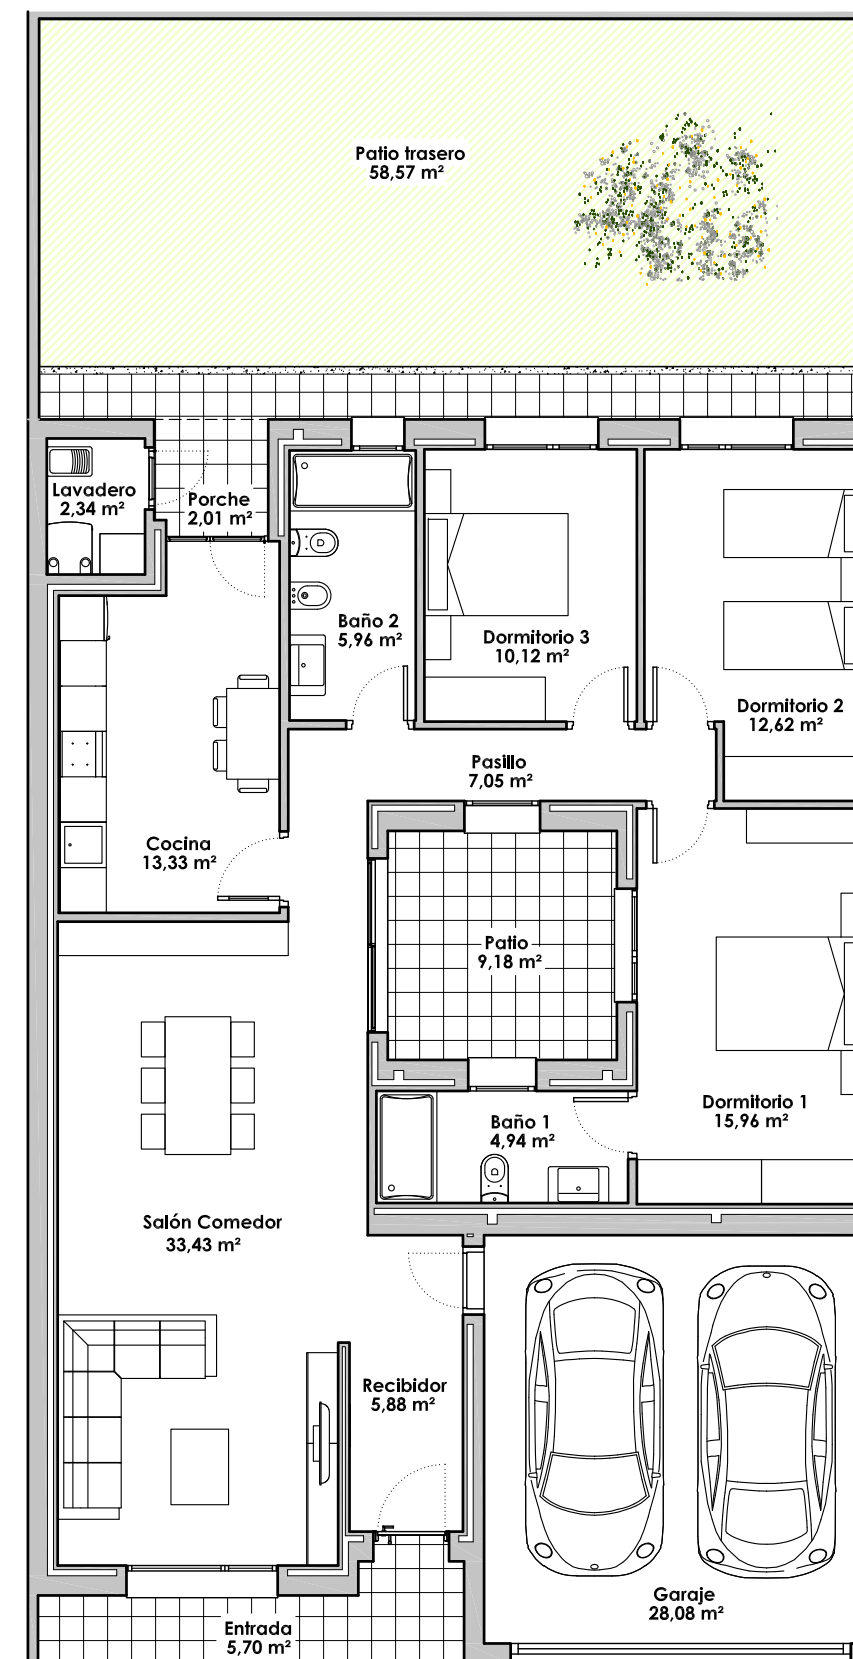 Patio trasero
58,57 m²
Lavadero
2,34 m²
Porche
2,01 m²
Baño 2
5,96 m²
Dormitorio 3
10,12 m²
Dormitorio 2
12,62 m²
Pasillo
7,05 m²
Cocina
13,33 m²
Patio
9,18 m²
Dormitorio 1
15,96 m²
Baño 1
4,94 m²
Salón Comedor
33,43 m²
Recibidor
5,88 m²
Garaje
28,08 m²
Entrada
5,70 m²